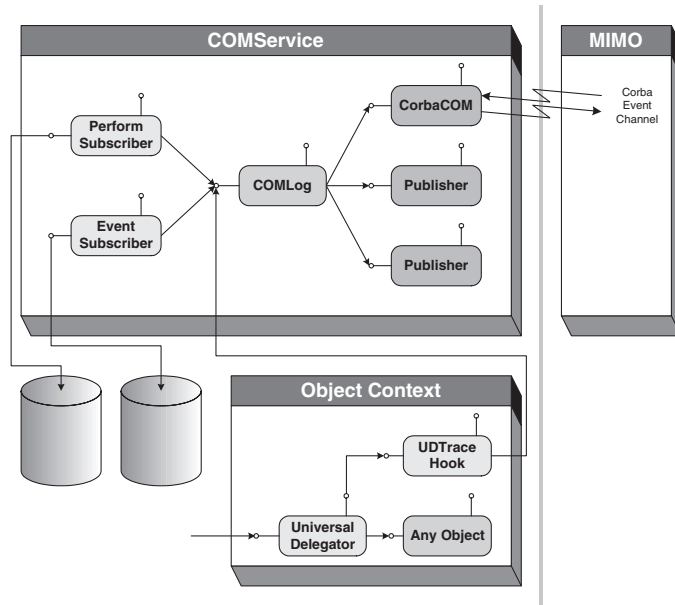 COMService
MIMO
Perform
Subscriber
CorbaCOM
Corba
Event
Channel
COMLog
Publisher
Event
Subscriber
Publisher
Object Context
UDTrace
Hook
Universal
Delegator
Any Object